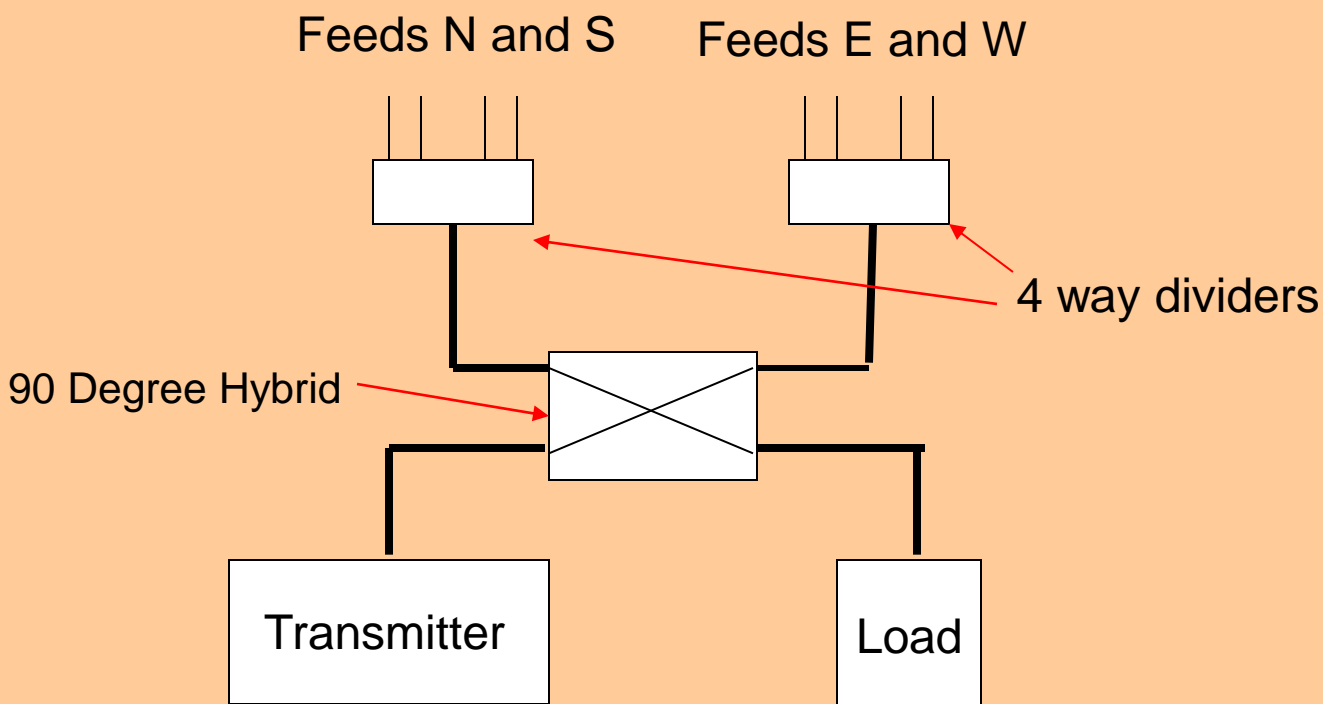 Feeds N and S
Feeds E and W
4 way dividers
90 Degree Hybrid
Transmitter
Load